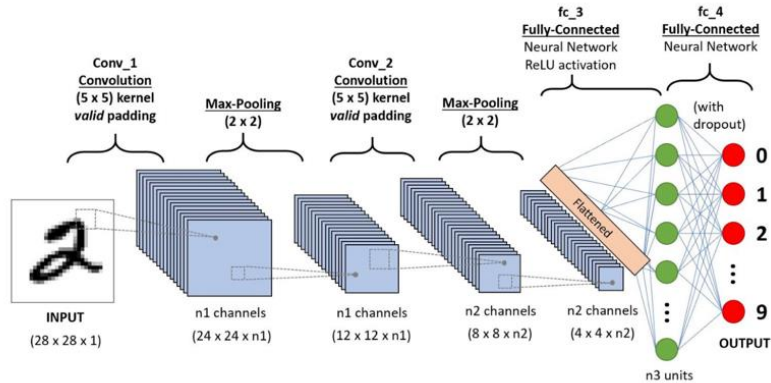 fc_3
Fully-Connected
Neural Network
ReLU activation
fc_4
Fully-Connected
Neural Network
Conv_1
Convolution
(5 x 5) kernel
valid padding
Max-Pooling
(2 x 2)
Conv_2
Convolution
(5 x 5) kernel
valid padding
Max-Pooling
(2 x 2)
(with
dropout)
Flattened
0
1
2
9
2
INPUT
(28 x 28 x 1)
n1 channels
(24 x 24 x n1)
n1 channels
(12 x 12 x n1)
n2 channels
(8 x 8 x n2)
n2 channels
(4 x 4 x n2)
n3 units
OUTPUT